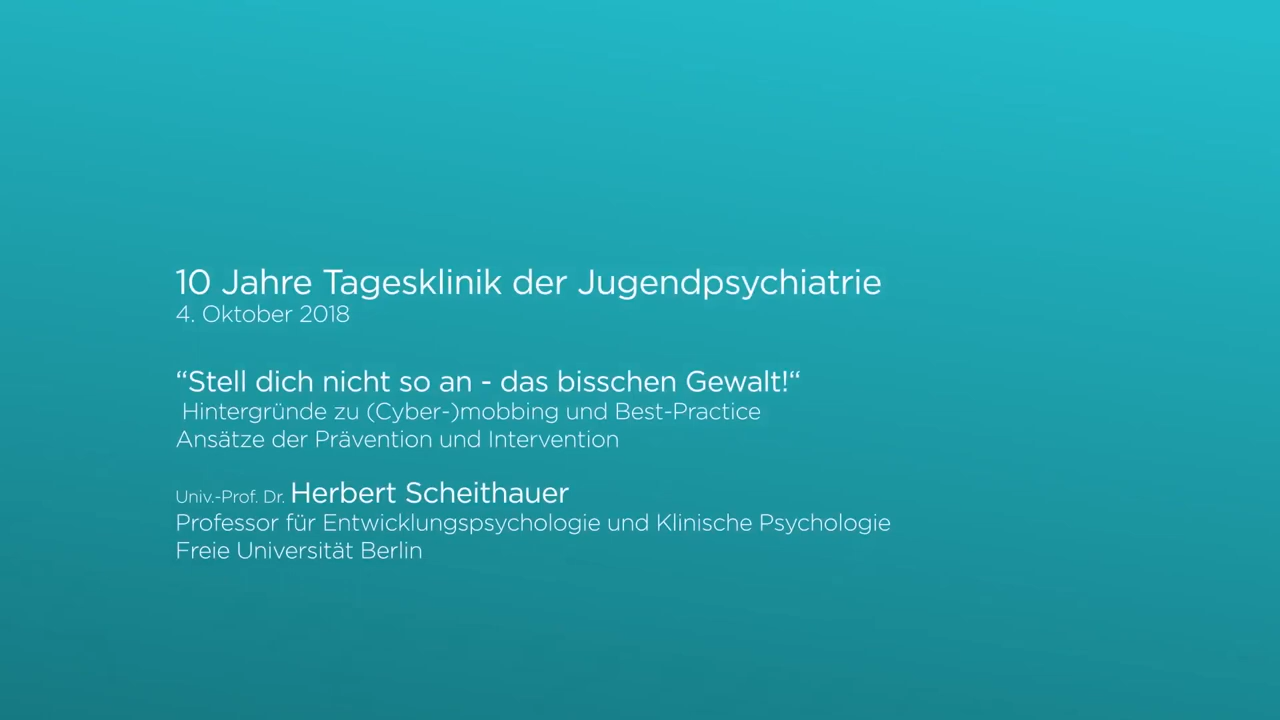 10 Jahre Tagesklinik der Jugendpsychiatrie
4. Oktober 2018
“Stell dich nicht so an - das bisschen Gewalt!“
Hintergründe zu (Cyber-)mobbing und Best-Practice
Ansätze der Prävention und Intervention
Univ.-Prof. Dr. Herbert Scheithauer
Professor für Entwicklungspsychologie und Klinische Psychologie
Freie Universität Berlin